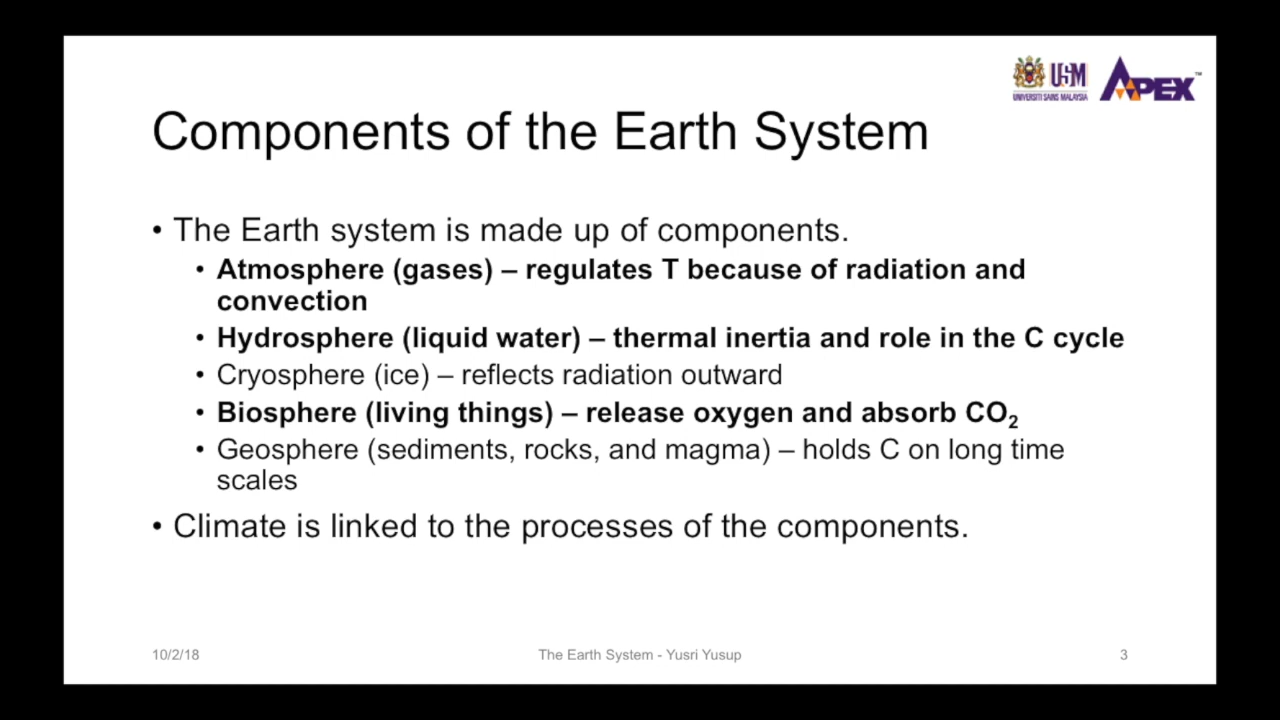 USM
UNIVERSITI SAINS MALAYSIA
APEX™
Components of the Earth System
• The Earth system is made up of components.
• Atmosphere (gases) – regulates T because of radiation and
convection
• Hydrosphere (liquid water) – thermal inertia and role in the C cycle
• Cryosphere (ice) – reflects radiation outward
• Biosphere (living things) – release oxygen and absorb CO₂
• Geosphere (sediments, rocks, and magma) – holds C on long time
scales
• Climate is linked to the processes of the components.
10/2/18
The Earth System - Yusri Yusup
3